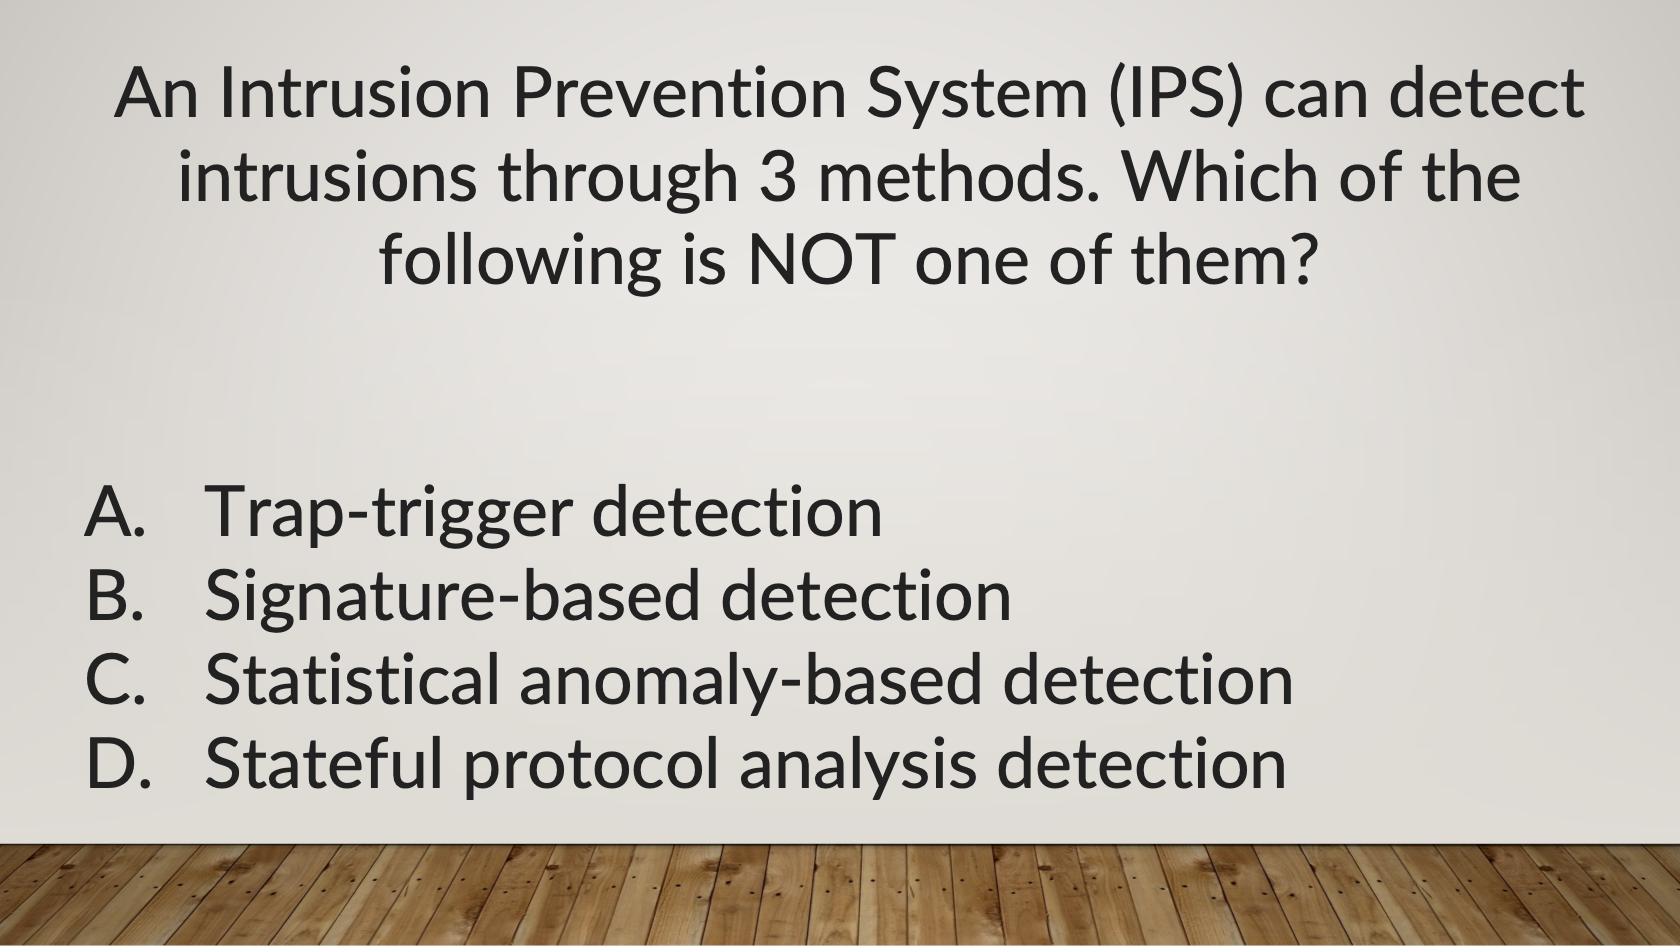 An Intrusion Prevention System (IPS) can detect
intrusions through 3 methods. Which of the
following is NOT one of them?
A. Trap-trigger detection
B. Signature-based detection
C. Statistical anomaly-based detection
D. Stateful protocol analysis detection